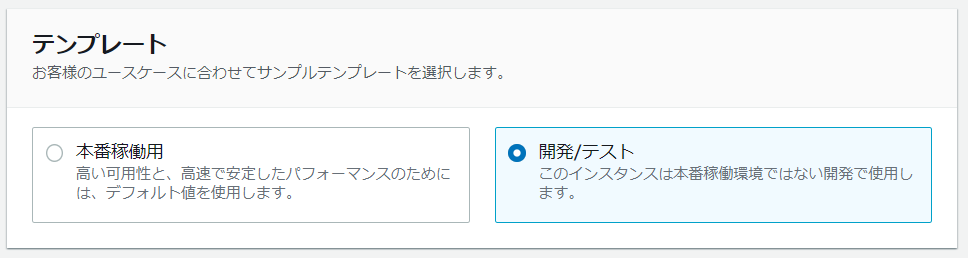 テンプレート
お客様のユースケースに合わせてサンプルテンプレートを選択します。
本番稼働用
高い可用性と、高速で安定したパフォーマンスのために
は、デフォルト値を使用します。
開発/テスト
このインスタンスは本番稼働環境ではない開発で使用し
ます。